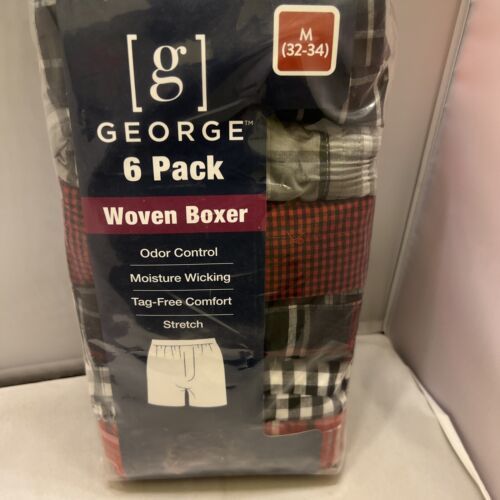 M
(32-34)
[g]
GEORGE™
6 Pack
Woven Boxer
Odor Control
Moisture Wicking
Tag-Free Comfort
Stretch